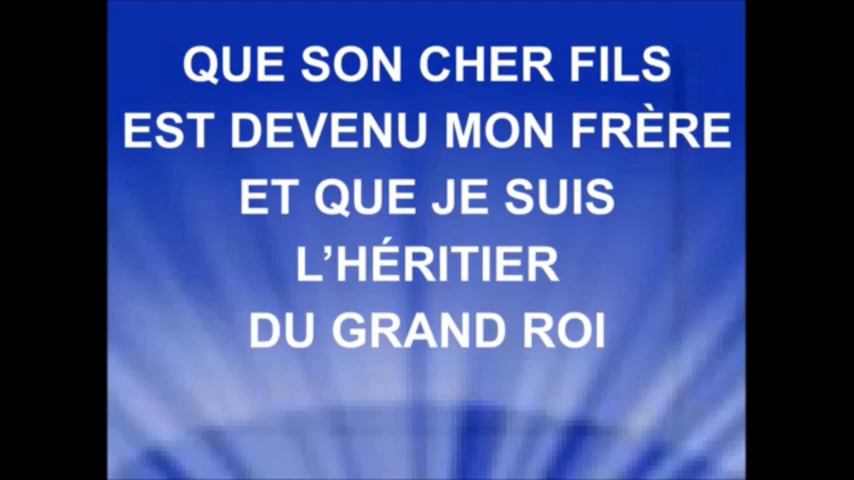 QUE SON CHER FILS
EST DEVENU MON FRÈRE
ET QUE JE SUIS
L’HÉRITIER
DU GRAND ROI